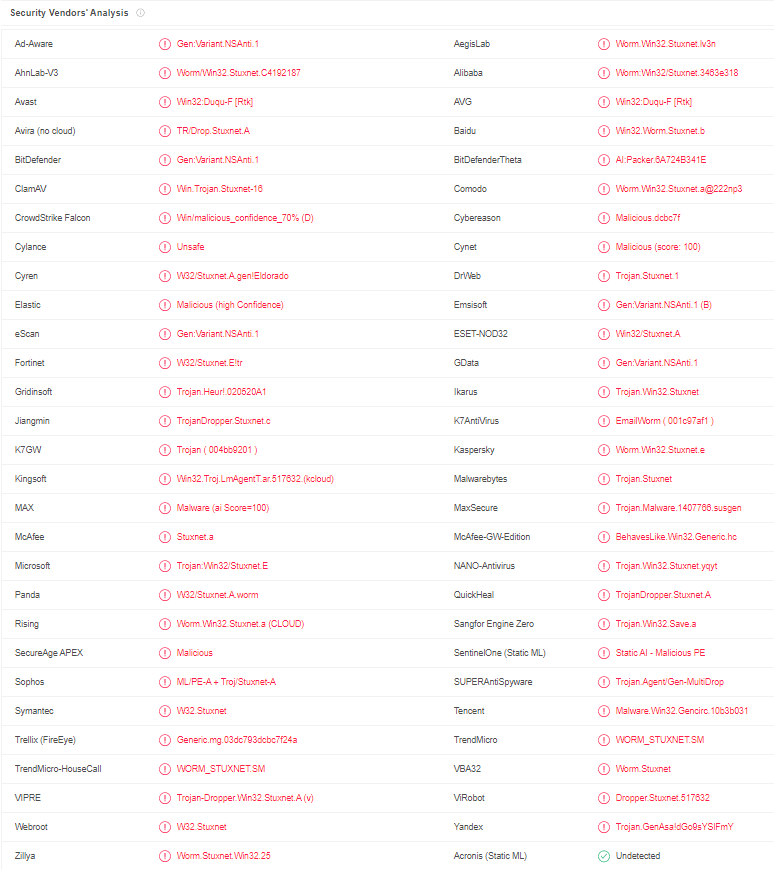 Security Vendors' Analysis
Ad-Aware Gen:Variant.NSAnti.1 AegisLab Worm.Win32.Stuxnet.lv3n
AhnLab-V3 Worm/Win32.Stuxnet.C4192187 Alibaba Worm:Win32/Stuxnet.3463e318
Avast Win32:Duqu-F [Rtk] AVG Win32:Duqu-F [Rtk]
Avira (no cloud) TR/Drop.Stuxnet.A Baidu Win32.Worm.Stuxnet.b
BitDefender Gen:Variant.NSAnti.1 BitDefenderTheta AI:Packer.6A724B341E
ClamAV Win.Trojan.Stuxnet-16 Comodo Worm.Win32.Stuxnet.a@222np3
CrowdStrike Falcon Win/malicious_confidence_70% (D) Cybereason Malicious.dcbc7f
Cylance Unsafe Cynet Malicious (score: 100)
Cyren W32/Stuxnet.A.gen!Eldorado DrWeb Trojan.Stuxnet.1
Elastic Malicious (high Confidence) Emsisoft Gen:Variant.NSAnti.1 (B)
eScan Gen:Variant.NSAnti.1 ESET-NOD32 Win32/Stuxnet.A
Fortinet W32/Stuxnet.E!tr GData Gen:Variant.NSAnti.1
Gridinsoft Trojan.Heur!.020520A1 Ikarus Trojan.Win32.Stuxnet
Jiangmin TrojanDropper.Stuxnet.c K7AntiVirus EmailWorm ( 001c97af1 )
K7GW Trojan ( 004bb9201 ) Kaspersky Worm.Win32.Stuxnet.e
Kingsoft Win32.Troj.LmAgentT.ar.517632.(kcloud) Malwarebytes Trojan.Stuxnet
MAX Malware (ai Score=100) MaxSecure Trojan.Malware.1407766.susgen
McAfee Stuxnet.a McAfee-GW-Edition BehavesLike.Win32.Generic.hc
Microsoft Trojan:Win32/Stuxnet.E NANO-Antivirus Trojan.Win32.Stuxnet.yqyt
Panda W32/Stuxnet.A.worm QuickHeal TrojanDropper.Stuxnet.A
Rising Worm.Win32.Stuxnet.a (CLOUD) Sangfor Engine Zero Trojan.Win32.Save.a
SecureAge APEX Malicious SentinelOne (Static ML) Static AI - Malicious PE
Sophos ML/PE-A + Troj/Stuxnet-A SUPERAntiSpyware Trojan.Agent/Gen-MultiDrop
Symantec W32.Stuxnet Tencent Malware.Win32.Gencirc.10b3b031
Trellix (FireEye) Generic.mg.03dc793dcbc7f24a TrendMicro WORM_STUXNET.SM
TrendMicro-HouseCall WORM_STUXNET.SM VBA32 Worm.Stuxnet
VIPRE Trojan-Dropper.Win32.Stuxnet.A (v) ViRobot Dropper.Stuxnet.517632
Webroot W32.Stuxnet Yandex
Zillya Worm.Stuxnet.Win32.25 Acronis (Static ML) Undetected